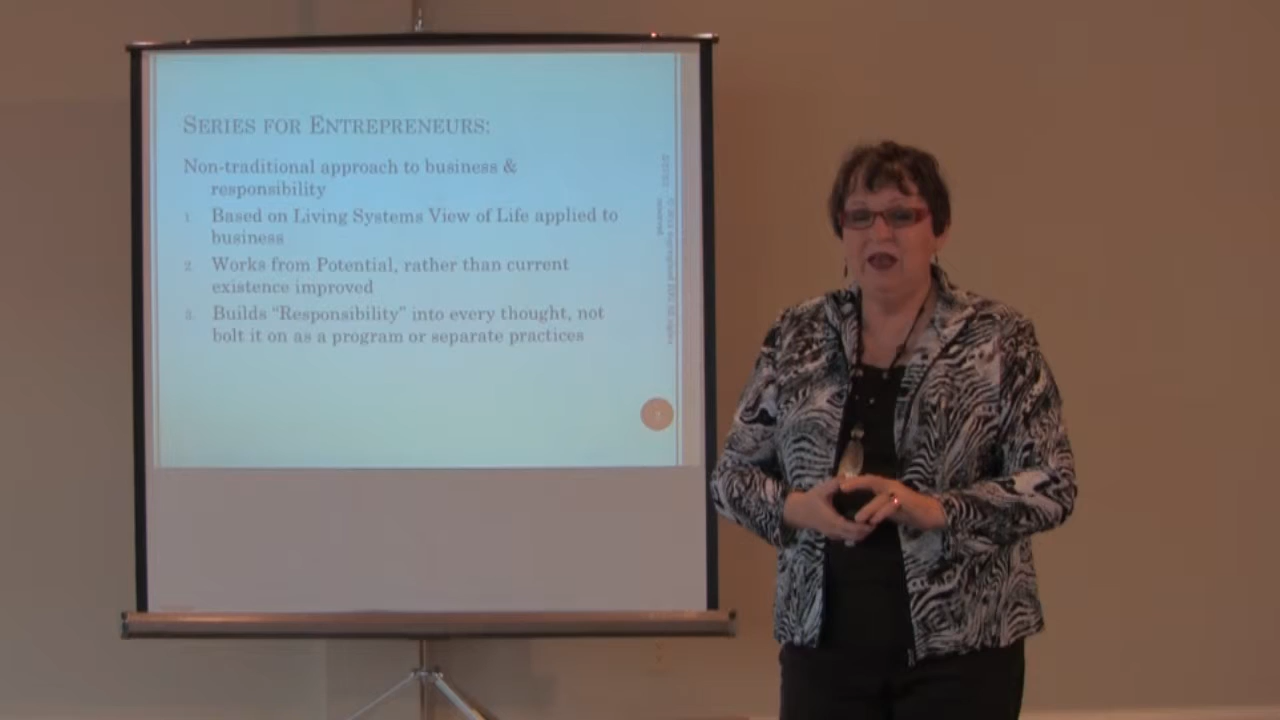 SERIES FOR ENTREPRENEURS:
Non-traditional approach to business &
responsibility
1. Based on Living Systems View of Life applied to
business
2. Works from Potential, rather than current
existence improved
3. Builds “Responsibility” into every thought, not
bolt it on as a program or separate practices